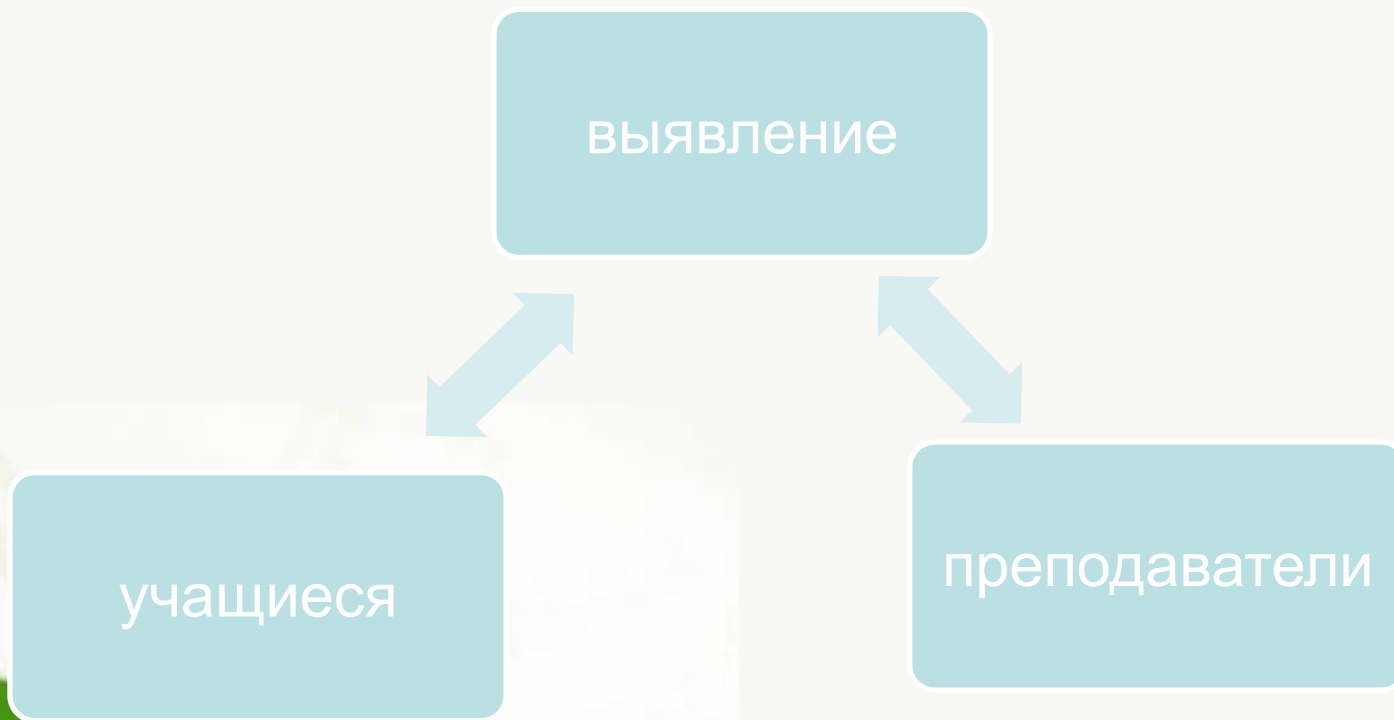 выявление
учащиеся
преподаватели